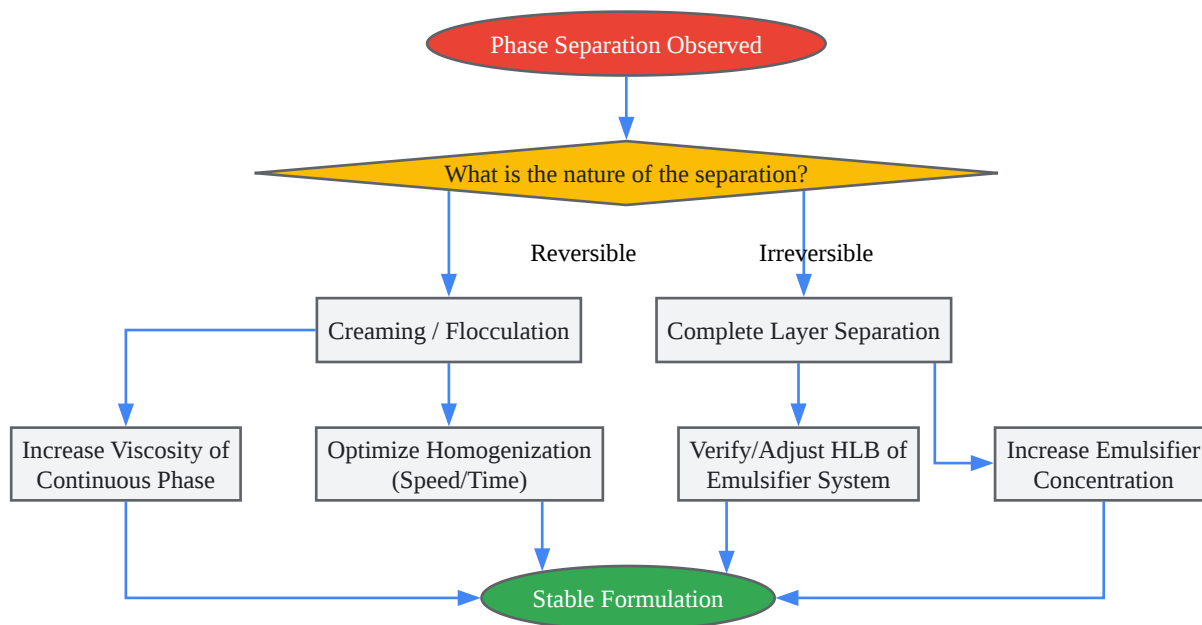 Phase Separation Observed
What is the nature of the separation?
Reversible
Irreversible
Creaming / Flocculation
Complete Layer Separation
Increase Viscosity of
Continuous Phase
Optimize Homogenization
(Speed/Time)
Verify/Adjust HLB of
Emulsifier System
Increase Emulsifier
Concentration
Stable Formulation